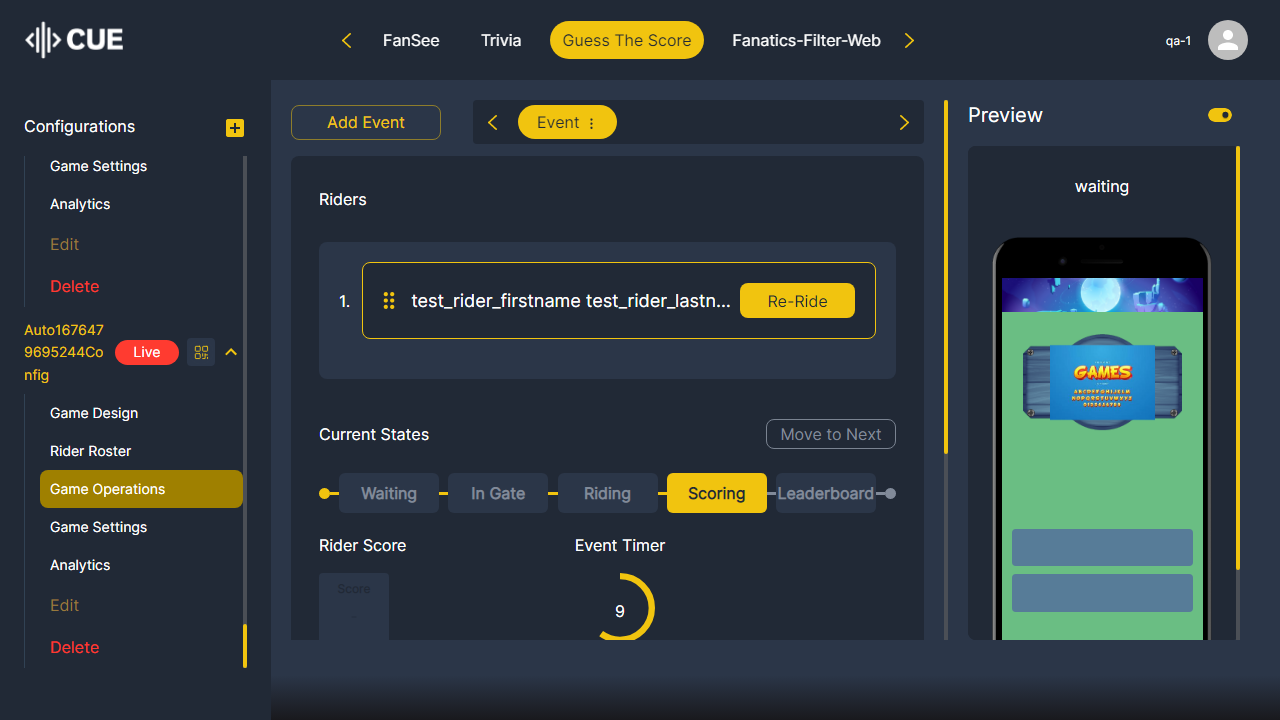 CUE
FanSee
Trivia
Guess The Score
Fanatics-Filter-Web
qa-1
Configurations
Game Settings
Analytics
Edit
Delete
Auto167647
9695244Co
nfig
Live
Game Design
Rider Roster
Game Operations
Game Settings
Analytics
Edit
Delete
Add Event
Event
Riders
1.
test_rider_firstname test_rider_lastn...
Re-Ride
Current States
Move to Next
Waiting
In Gate
Riding
Scoring
Leaderboard
Rider Score
Event Timer
Score
9
Preview
waiting
GAMES